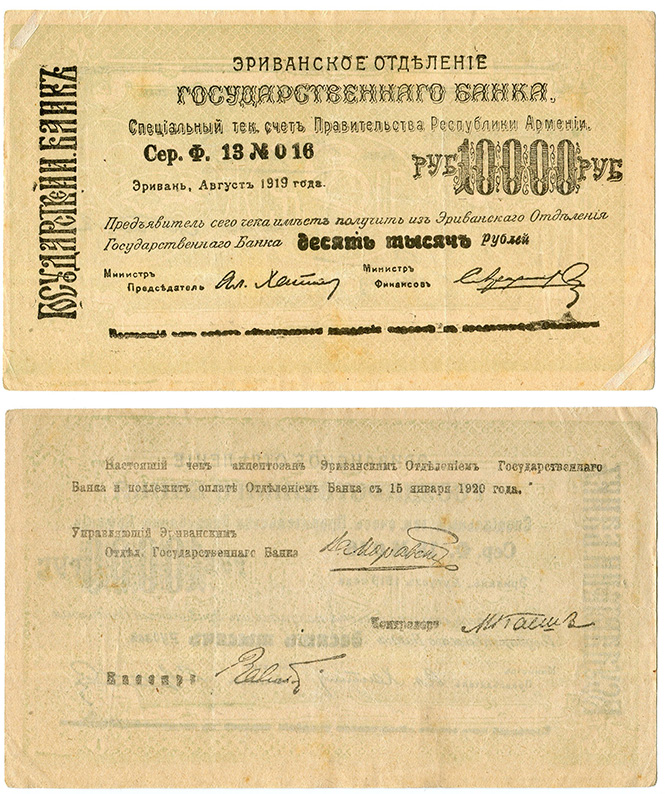 ГОСУДАРСТВЕННЫЙ БАНКЪ
ЭРИВАНСКОЕ ОТДѢЛЕНІЕ
ГОСУДАРСТВЕННАГО БАНКА.
Спеціальный тек. счетъ Правительства Республики Арменіи.
Сер. Ф. 13 № 016
РУБ 10000 РУБ
Эривань, Августъ 1919 года.
Предъявитель сего чека имѣетъ получить изъ Эриванскаго Отдѣленія
Государственнаго Банка десять тысячъ рублей
Министръ
Предсѣдатель Ал. Хатис
Министръ
Финансовъ
Настоящій чекъ акцептованъ Эриванскимъ Отдѣленіемъ Государственнаго
Банка и подлежитъ оплатѣ Отдѣленіемъ Банка съ 15 января 1920 года.
Управляющій Эриванскимъ
Отдѣл. Государственнаго Банка
Контролеръ
Кассиръ